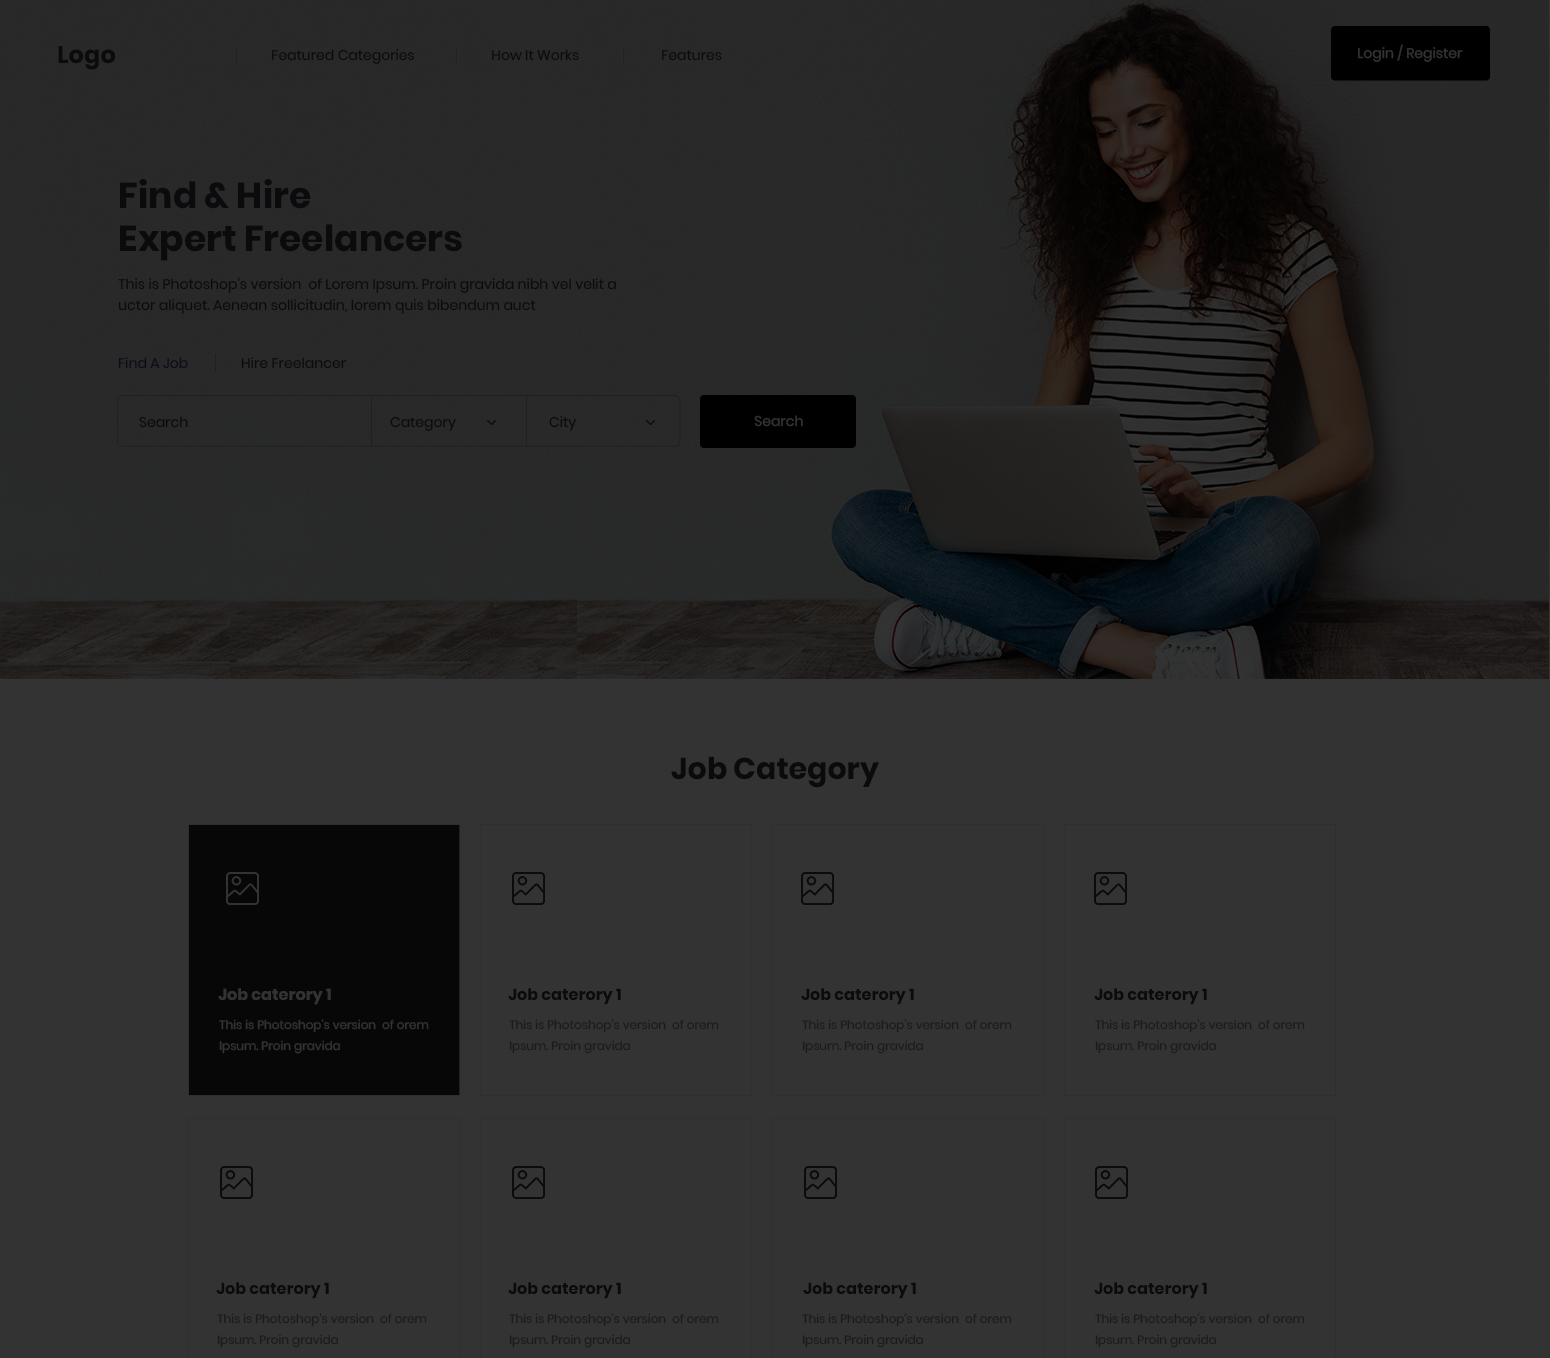 Logo
Featured Categories
How It Works
Features
Login / Register
Find & Hire
Expert Freelancers
This is Photoshop's version  of Lorem Ipsum. Proin gravida nibh vel velit a
uctor aliquet. Aenean sollicitudin, lorem quis bibendum auct
Find A Job
Hire Freelancer
Search
Category
City
Search
Job Category
Job caterory 1
This is Photoshop's version  of orem
Ipsum. Proin gravida
Job caterory 1
This is Photoshop's version  of orem
Ipsum. Proin gravida
Job caterory 1
This is Photoshop's version  of orem
Ipsum. Proin gravida
Job caterory 1
This is Photoshop's version  of orem
Ipsum. Proin gravida
Job caterory 1
This is Photoshop's version  of orem
Ipsum. Proin gravida
Job caterory 1
This is Photoshop's version  of orem
Ipsum. Proin gravida
Job caterory 1
This is Photoshop's version  of orem
Ipsum. Proin gravida
Job caterory 1
This is Photoshop's version  of orem
Ipsum. Proin gravida